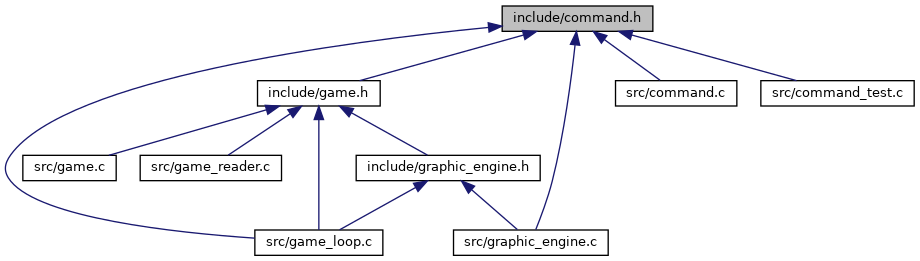 include/command.h
include/game.h
src/command.c
src/command_test.c
src/game.c
src/game_reader.c
include/graphic_engine.h
src/game_loop.c
src/graphic_engine.c